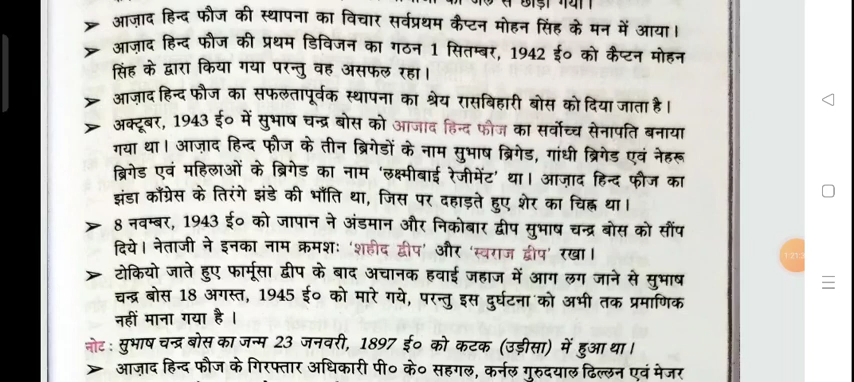 ➤ आज़ाद हिन्द फौज की स्थापना का विचार सर्वप्रथम कैप्टन मोहन सिंह के मन में आया।
➤ आज़ाद हिन्द फौज की प्रथम डिविजन का गठन 1 सितम्बर, 1942 ई० को कैप्टन मोहन
सिंह के द्वारा किया गया परन्तु वह असफल रहा।
➤ आज़ाद हिन्द फौज का सफलतापूर्वक स्थापना का श्रेय रासबिहारी बोस को दिया जाता है।
➤ अक्टूबर, 1943 ई० में सुभाष चन्द्र बोस को आजाद हिन्द फौज का सर्वोच्च सेनापति बनाया
गया था। आज़ाद हिन्द फौज के तीन ब्रिगेडों के नाम सुभाष ब्रिगेड, गांधी ब्रिगेड एवं नेहरू
ब्रिगेड एवं महिलाओं के ब्रिगेड का नाम 'लक्ष्मीबाई रेजीमेंट' था। आज़ाद हिन्द फ़ौज का
झंडा काँग्रेस के तिरंगे झंडे की भाँति था, जिस पर दहाड़ते हुए शेर का चिह्न था।
➤ 8 नवम्बर, 1943 ई० को जापान ने अंडमान और निकोबार द्वीप सुभाष चन्द्र बोस को सौंप
दिये। नेताजी ने इनका नाम क्रमशः 'शहीद द्वीप' और 'स्वराज द्वीप' रखा।
➤ टोकियो जाते हुए फार्मूसा द्वीप के बाद अचानक हवाई जहाज में आग लग जाने से सुभाष
चन्द्र बोस 18 अगस्त, 1945 ई० को मारे गये, परन्तु इस दुर्घटना को अभी तक प्रमाणिक
नहीं माना गया है ।
नोट : सुभाष चन्द्र बोस का जन्म 23 जनवरी, 1897 ई० को कटक (उड़ीसा) में हुआ था।
➤ आज़ाद हिन्द फौज के गिरफ्तार अधिकारी पी० के० सहगल, कर्नल गुरुदयाल ढिल्लन एवं मेजर